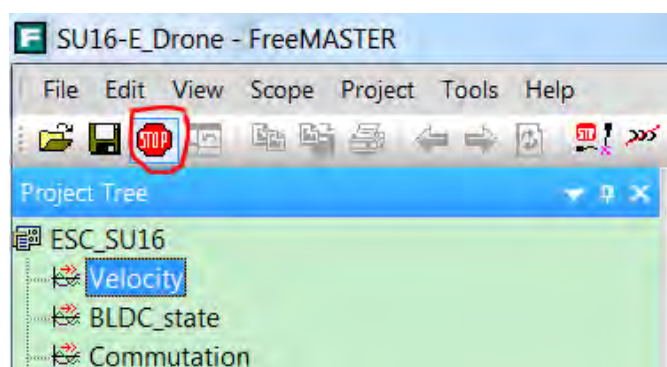 SU16-E_Drone - FreeMASTER
File Edit View Scope Project Tools Help
STOP
Project Tree
ESC_SU16
Velocity
BLDC_state
Commutation